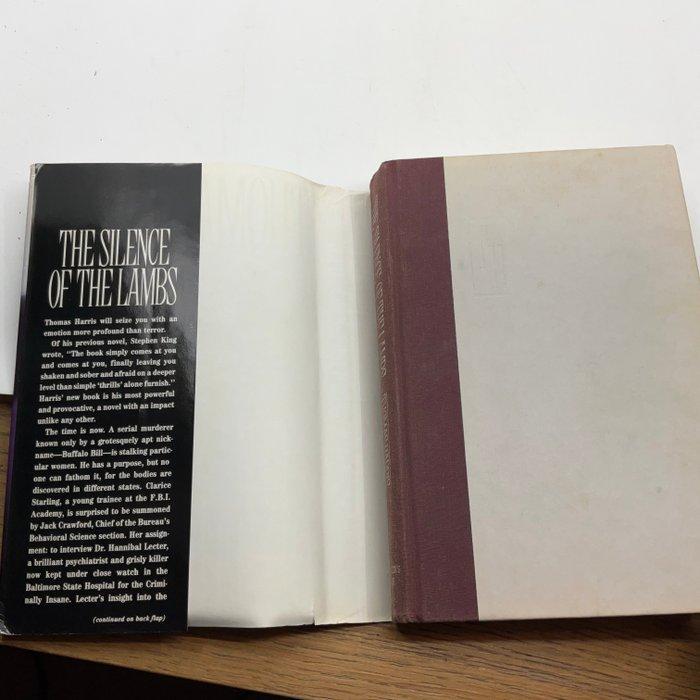 THE SILENCE
OF THE LAMBS
Thomas Harris will seize you with an
emotion more profound than terror.
Of his previous novel, Stephen King
wrote, "The book simply comes at you
and comes at you, finally leaving you
shaken and sober and afraid on a deeper
level than simple 'thrills' alone furnish."
Harris' new book is his most powerful
and provocative, a novel with an impact
unlike any other.
The time is now. A serial murderer
known only by a grotesquely apt nick-
name—Buffalo Bill—is stalking partic-
ular women. He has a purpose, but no
one can fathom it, for the bodies are
discovered in different states. Clarice
Starling, a young trainee at the F.B.I.
Academy, is surprised to be summoned
by Jack Crawford, Chief of the Bureau's
Behavioral Science section. Her assign-
ment: to interview Dr. Hannibal Lecter,
a brilliant psychiatrist and grisly killer
now kept under close watch in the
Baltimore State Hospital for the Crimi-
nally Insane. Lecter's insight into the
(continued on back flap)